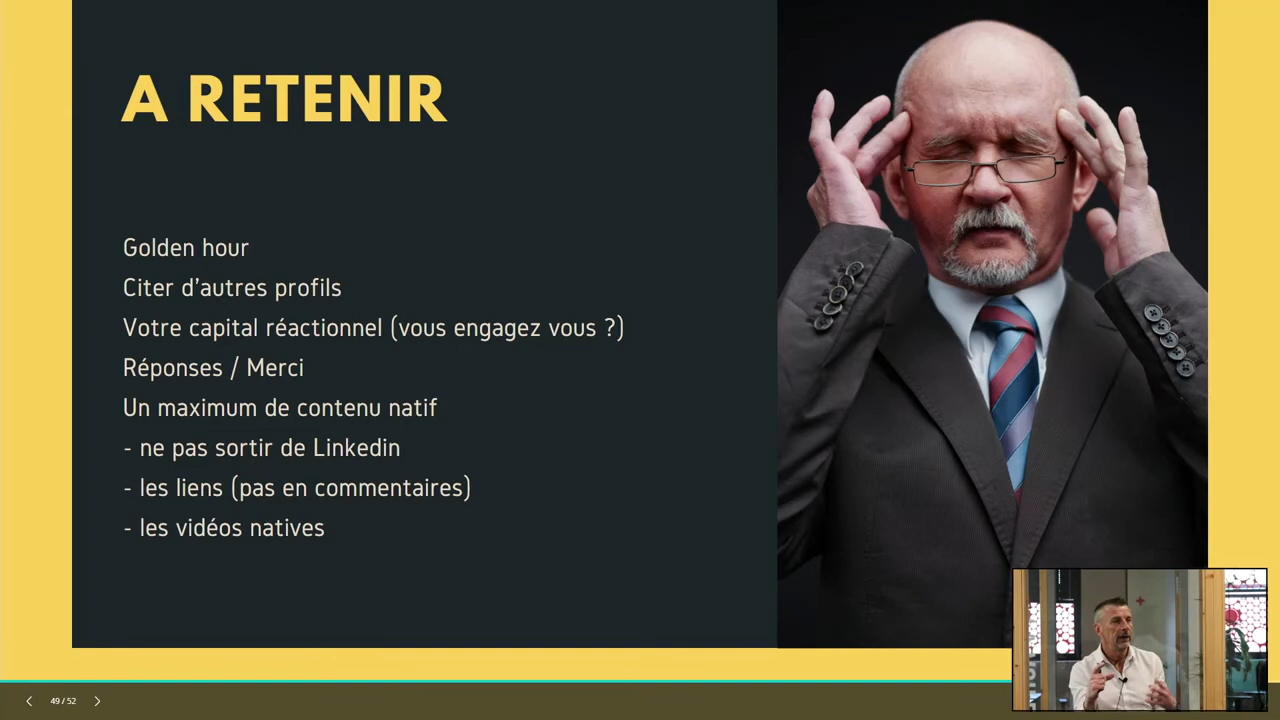 A RETENIR
Golden hour
Citer d'autres profils
Votre capital réactionnel (vous engagez vous ?)
Réponses / Merci
Un maximum de contenu natif
- ne pas sortir de Linkedin
- les liens (pas en commentaires)
- les vidéos natives
49 / 52